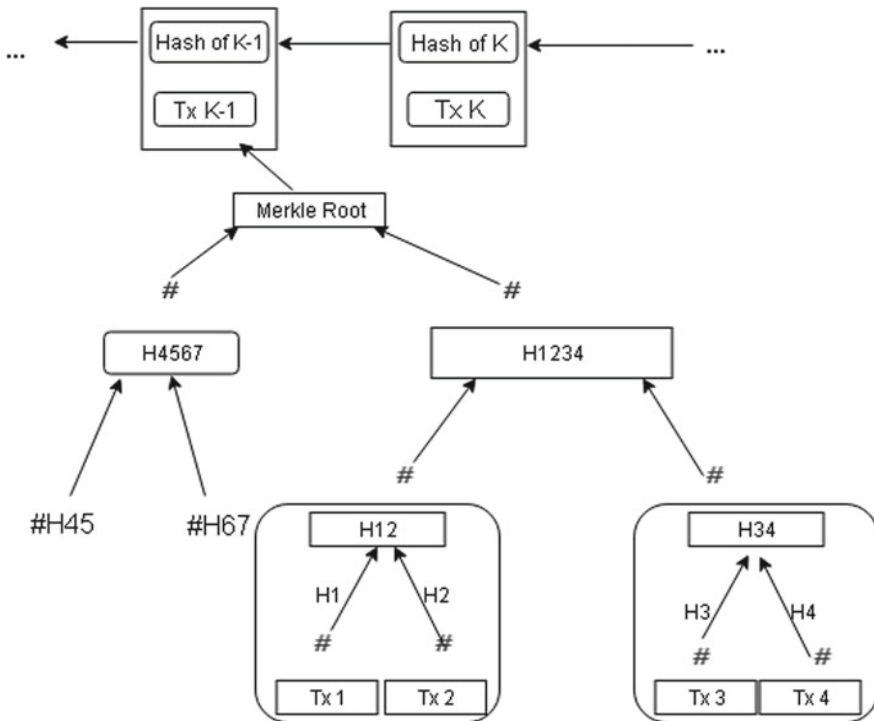 ... Hash of K-1 Hash of K ...
Tx K-1 Tx K
Merkle Root
# #
H4567 H1234
# #
#H45 #H67
H12 H34
H1 H2 H3 H4
# # # #
Tx 1 Tx 2 Tx 3 Tx 4